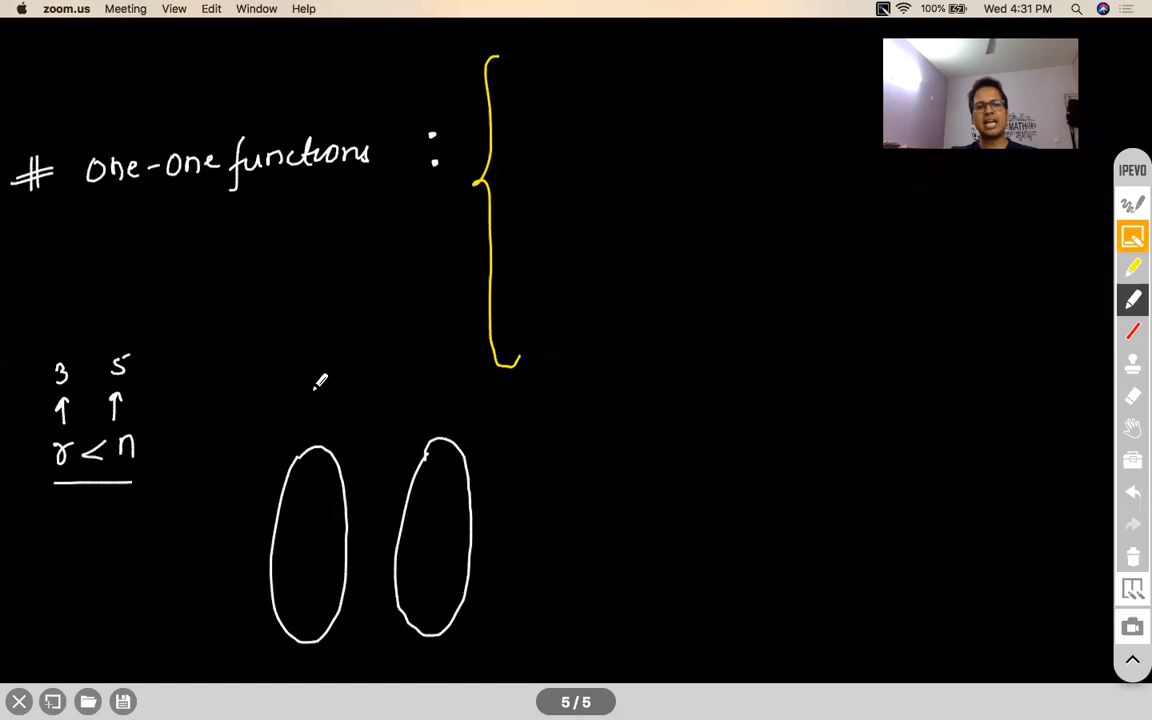 zoom.us Meeting View Edit Window Help 100% Wed 4:31 PM
MATH
# one-one functions :
IPEVO
3 5
↑ ↑
r < n
5 / 5